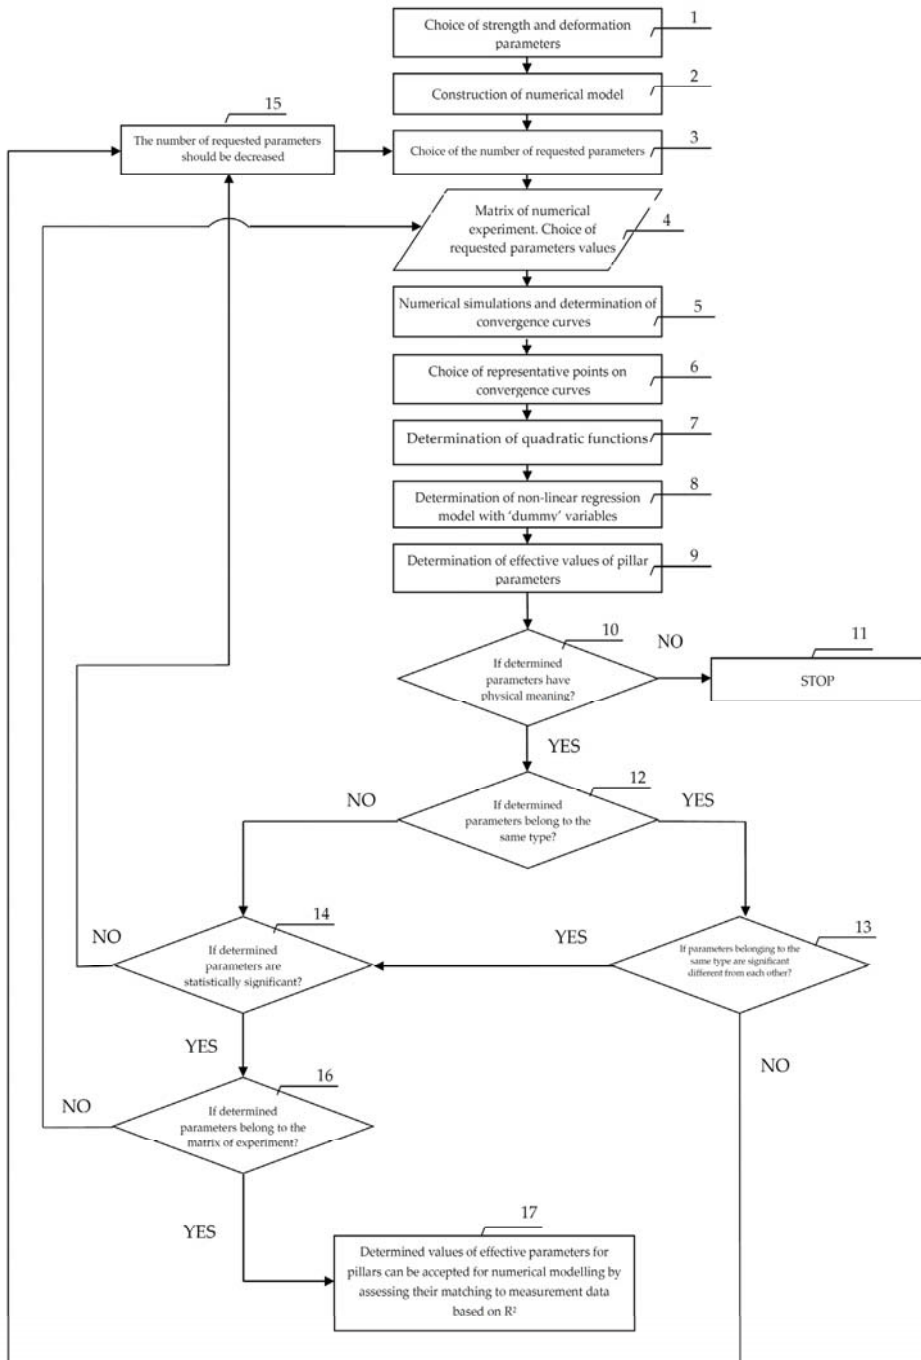 1
Choice of strength and deformation
parameters
2
Construction of numerical model
15
The number of requested parameters
should be decreased
3
Choice of the number of requested parameters
Matrix of numerical
experiment. Choice of
requested parameters values
4
5
Numerical simulations and determination of
convergence curves
6
Choice of representative points on
convergence curves
7
Determination of quadratic functions
8
Determination of non-linear regression
model with 'dummy' variables
9
Determination of effective values of pillar
parameters
10
If determined
parameters have
physical meaning?
NO
11
STOP
YES
12
If determined
parameters belong to the
same type?
NO
YES
13
If parameters belonging to the
same type are significant
different from each other?
YES
NO
14
If determined
parameters are
statistically significant?
NO
YES
16
If determined
parameters belong to the
matrix of experiment?
NO
YES
17
Determined values of effective parameters for
pillars can be accepted for numerical modelling by
assessing their matching to measurement data
based on R²